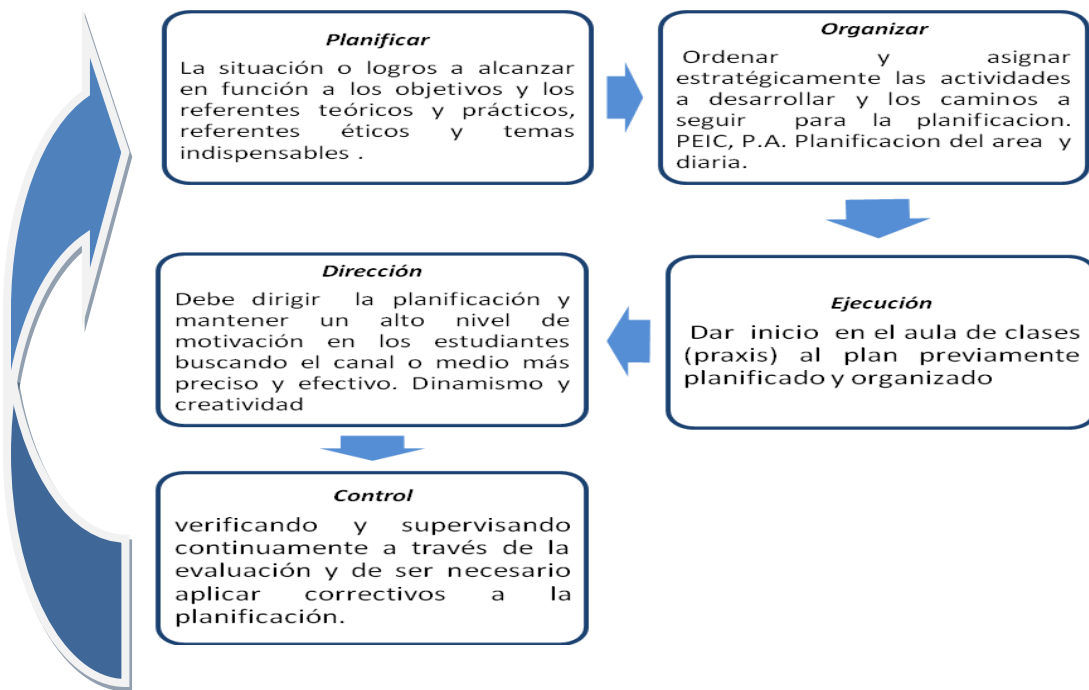 Planificar
La situación o logros a alcanzar
en función a los objetivos y los
referentes teóricos y prácticos,
referentes éticos y temas
indispensables .
Organizar
Ordenar y asignar
estratégicamente las actividades
a desarrollar y los caminos a
seguir para la planificacion.
PEIC, P.A. Planificacion del area y
diaria.
Ejecución
Dar inicio en el aula de clases
(praxis) al plan previamente
planificado y organizado
Dirección
Debe dirigir la planificación y
mantener un alto nivel de
motivación en los estudiantes
buscando el canal o medio más
preciso y efectivo. Dinamismo y
creatividad
Control
verificando y supervisando
continuamente a través de la
evaluación y de ser necesario
aplicar correctivos a la
planificación.